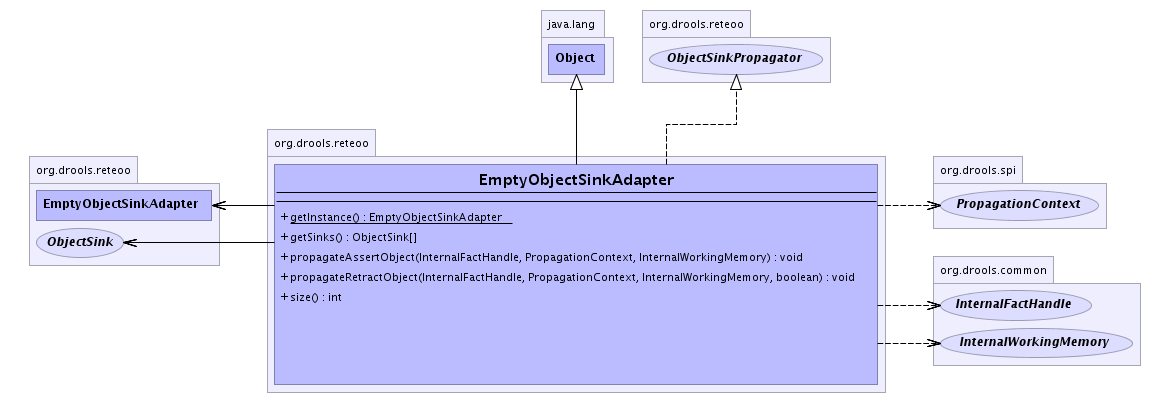 java.lang
Object
org.drools.reteoo
ObjectSinkPropagator
org.drools.reteoo
EmptyObjectSinkAdapter
ObjectSink
org.drools.reteoo
EmptyObjectSinkAdapter
+ getInstance() : EmptyObjectSinkAdapter
+ getSinks() : ObjectSink[]
+ propagateAssertObject(InternalFactHandle, PropagationContext, InternalWorkingMemory) : void
+ propagateRetractObject(InternalFactHandle, PropagationContext, InternalWorkingMemory, boolean) : void
+ size() : int
org.drools.spi
PropagationContext
org.drools.common
InternalFactHandle
InternalWorkingMemory